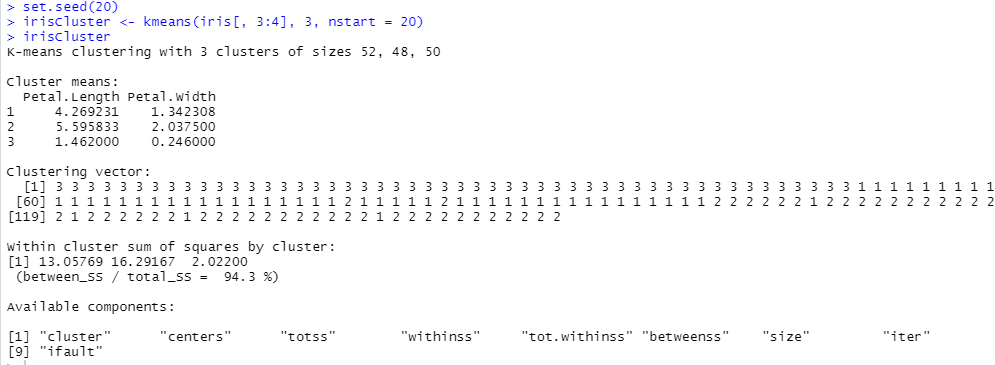 > set.seed(20)
> irisCluster <- kmeans(iris[, 3:4], 3, nstart = 20)
> irisCluster
K-means clustering with 3 clusters of sizes 52, 48, 50
Cluster means:
Petal.Length Petal.Width
1 4.269231 1.342308
2 5.595833 2.037500
3 1.462000 0.246000
Clustering vector:
[1] 3 3 3 3 3 3 3 3 3 3 3 3 3 3 3 3 3 3 3 3 3 3 3 3 3 3 3 3 3 3 3 3 3 3 3 3 3 3 3 3 3 3 3 3 3 3 3 3 3 3 1 1 1 1 1 1 1 1 1
[60] 1 1 1 1 1 1 1 1 1 1 1 1 1 1 1 1 1 1 2 1 1 1 1 1 2 1 1 1 1 1 1 1 1 1 1 1 1 1 1 1 1 2 2 2 2 2 2 1 2 2 2 2 2 2 2 2 2 2 2
[119] 2 1 2 2 2 2 2 2 1 2 2 2 2 2 2 2 2 2 2 2 1 2 2 2 2 2 2 2 2 2 2 2
Within cluster sum of squares by cluster:
[1] 13.05769 16.29167 2.02200
(between_SS / total_SS = 94.3 %)
Available components:
[1] "cluster" "centers" "totss" "withinss" "tot.withinss" "betweenss" "size" "iter"
[9] "ifault"
>